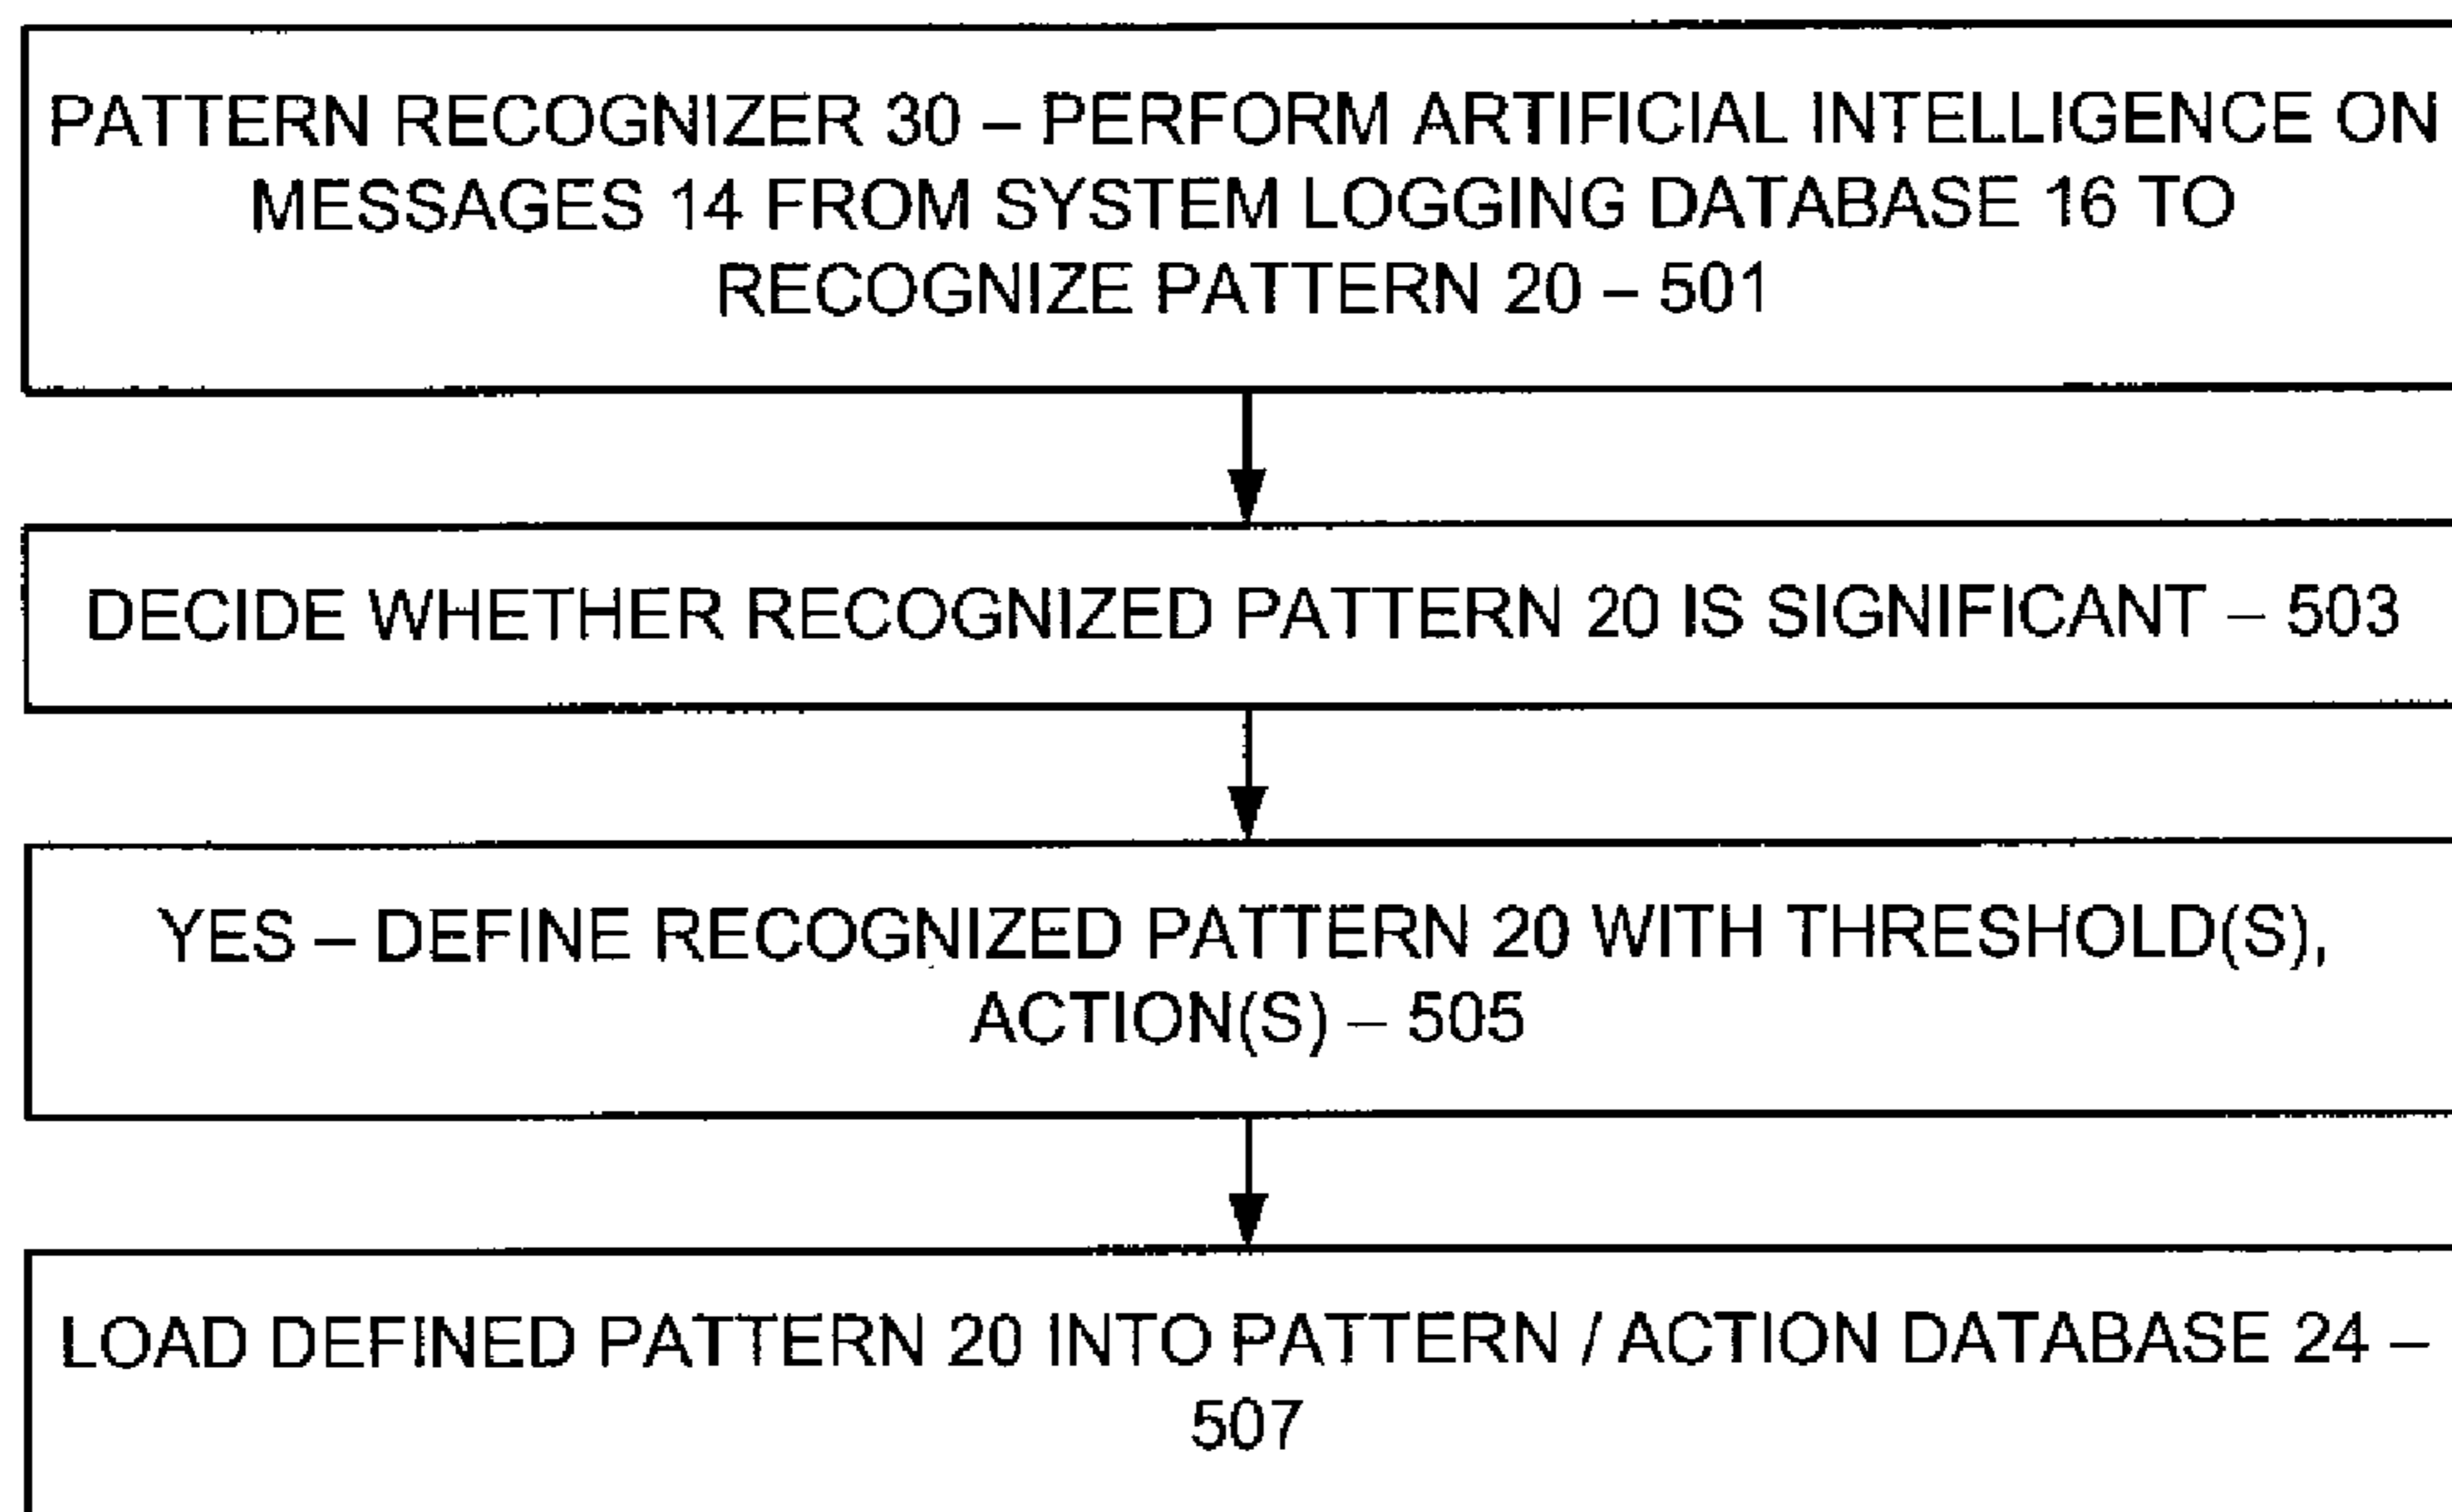 PATTERN RECOGNIZER 30 – PERFORM ARTIFICIAL INTELLIGENCE ON
MESSAGES 14 FROM SYSTEM LOGGING DATABASE 16 TO
RECOGNIZE PATTERN 20 – 501
DECIDE WHETHER RECOGNIZED PATTERN 20 IS SIGNIFICANT – 503
YES – DEFINE RECOGNIZED PATTERN 20 WITH THRESHOLD(S),
ACTION(S) – 505
LOAD DEFINED PATTERN 20 INTO PATTERN / ACTION DATABASE 24 –
507